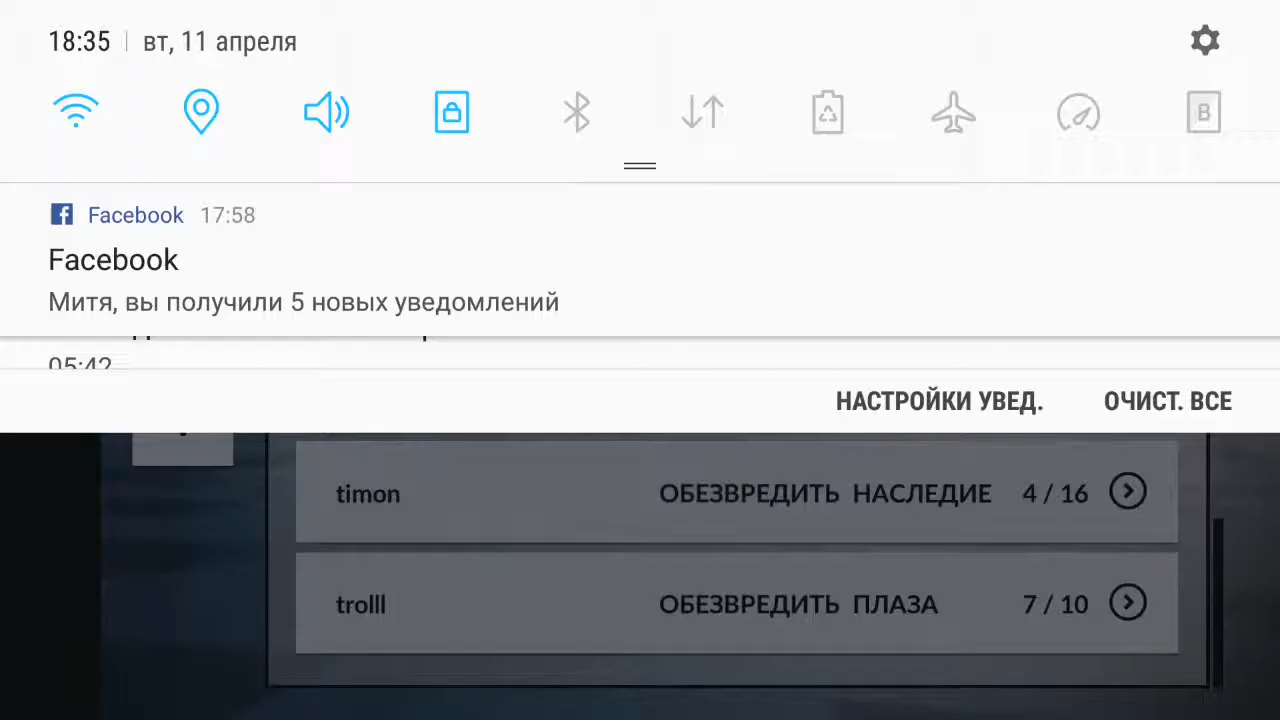 18:35 вт, 11 апреля
B
Facebook 17:58
Facebook
Митя, вы получили 5 новых уведомлений
05:42
НАСТРОЙКИ УВЕД. ОЧИСТ. ВСЕ
timon ОБЕЗВРЕДИТЬ НАСЛЕДИЕ 4 / 16
trolll ОБЕЗВРЕДИТЬ ПЛАЗА 7 / 10